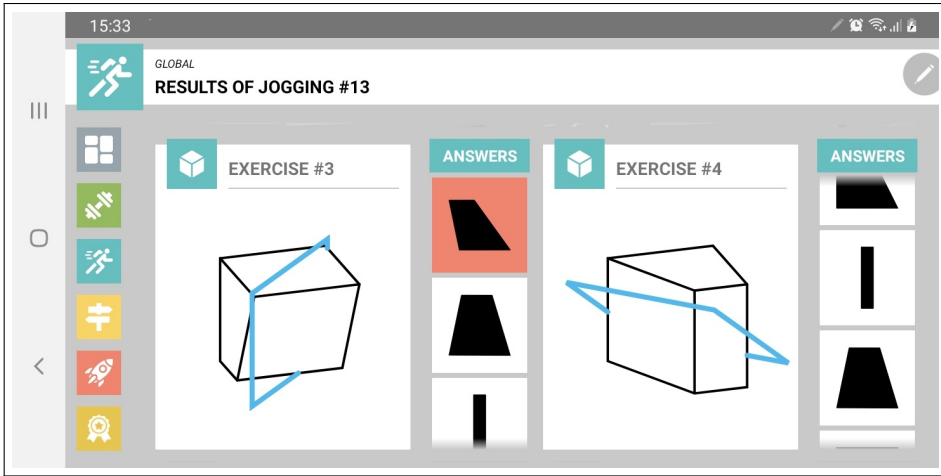 15:33
GLOBAL
RESULTS OF JOGGING #13
EXERCISE #3
ANSWERS
EXERCISE #4
ANSWERS